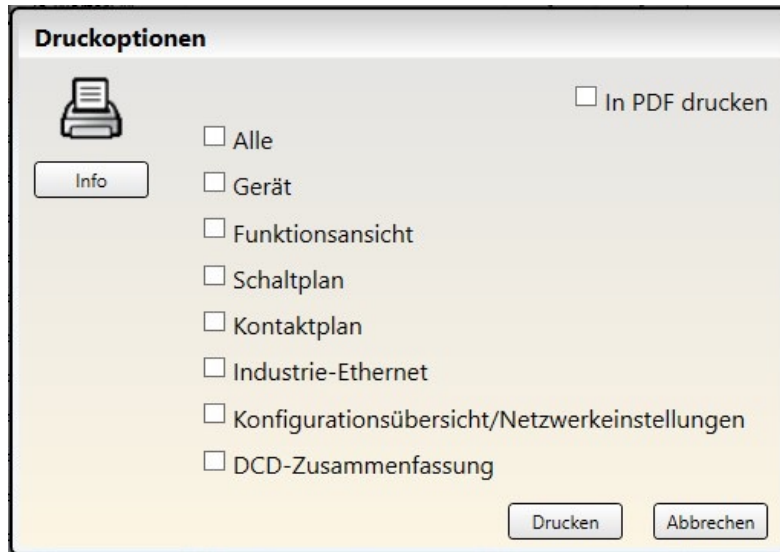 Druckoptionen
In PDF drucken
Alle
Info
Gerät
Funktionsansicht
Schaltplan
Kontaktplan
Industrie-Ethernet
Konfigurationsübersicht/Netzwerkeinstellungen
DCD-Zusammenfassung
Drucken Abbrechen